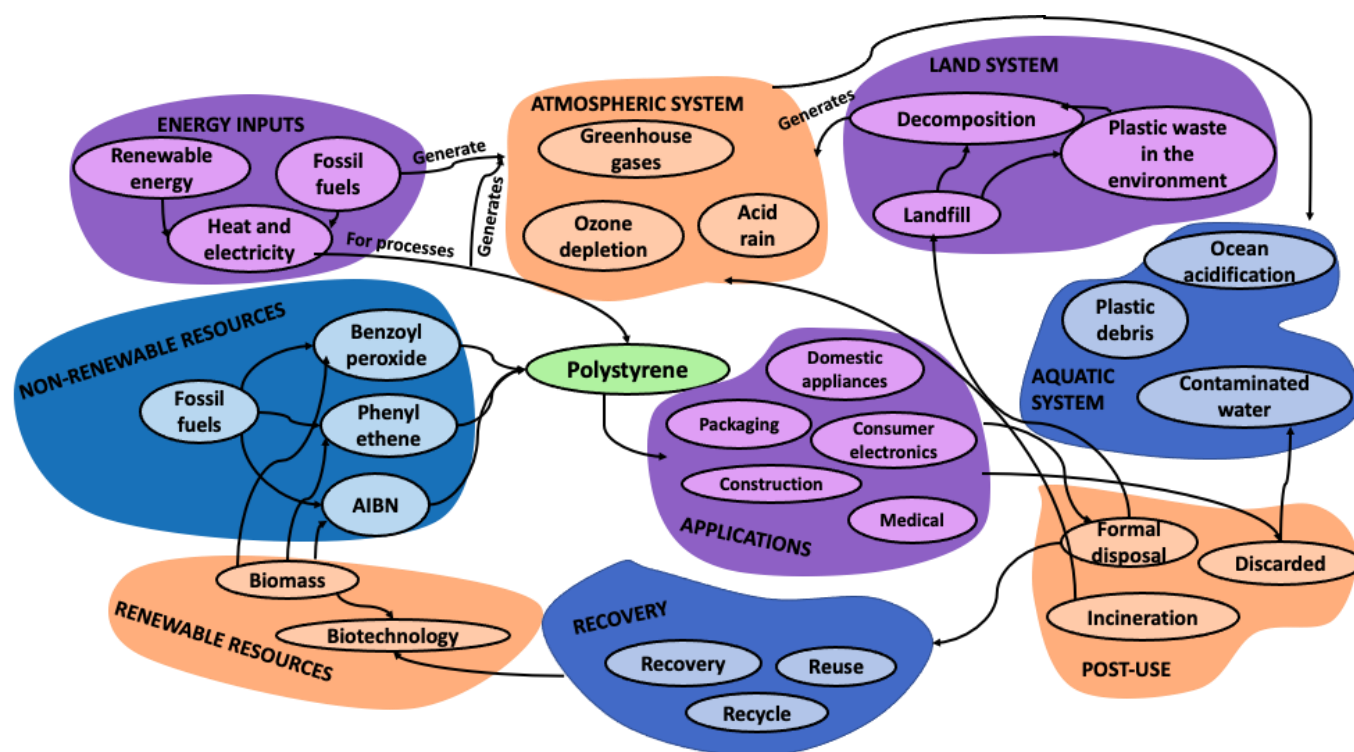 ENERGY INPUTS
Renewable
energy
Fossil
fuels
Heat and
electricity
Generate
For processes
Generates
ATMOSPHERIC SYSTEM
Greenhouse
gases
Ozone
depletion
Acid
rain
Generates
LAND SYSTEM
Decomposition
Plastic waste
in the
environment
Landfill
Ocean
acidification
Plastic
debris
AQUATIC
SYSTEM
Contaminated
water
NON-RENEWABLE RESOURCES
Benzoyl
peroxide
Fossil
fuels
Phenyl
ethene
AIBN
Polystyrene
Domestic
appliances
Packaging
Consumer
electronics
Construction
Medical
APPLICATIONS
Formal
disposal
Discarded
Incineration
POST-USE
Biomass
Biotechnology
RENEWABLE RESOURCES
RECOVERY
Recovery
Reuse
Recycle